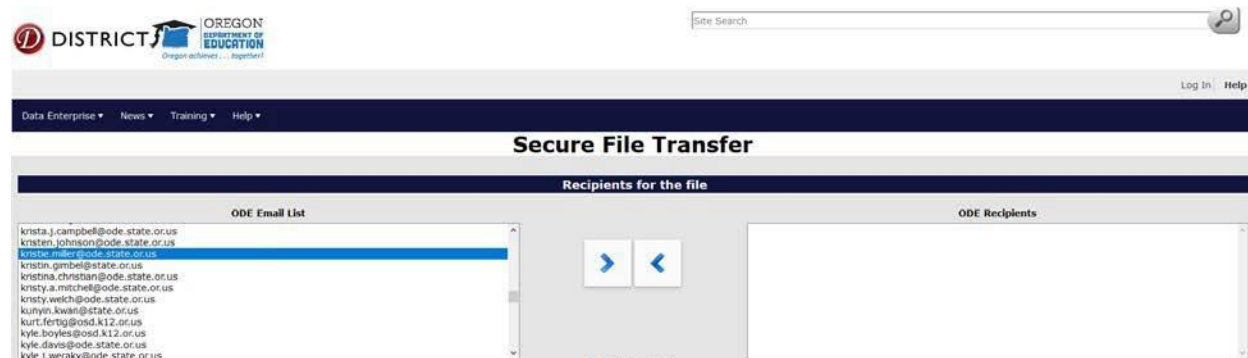 DISTRICT
OREGON
DEPARTMENT OF
EDUCATION
Oregon achieves . . . together!
Site Search
Log In Help
Data Enterprise News Training Help
Secure File Transfer
Recipients for the file
ODE Email List
ODE Recipients
krista.j.campbell@ode.state.or.us
kristen.johnson@ode.state.or.us
kristie.miller@ode.state.or.us
kristin.gimbel@state.or.us
kristina.christian@ode.state.or.us
kristy.a.mitchell@ode.state.or.us
kristy.welch@ode.state.or.us
kunyin.kwan@state.or.us
kurt.fertig@osd.k12.or.us
kyle.boyles@osd.k12.or.us
kyle.davis@ode.state.or.us